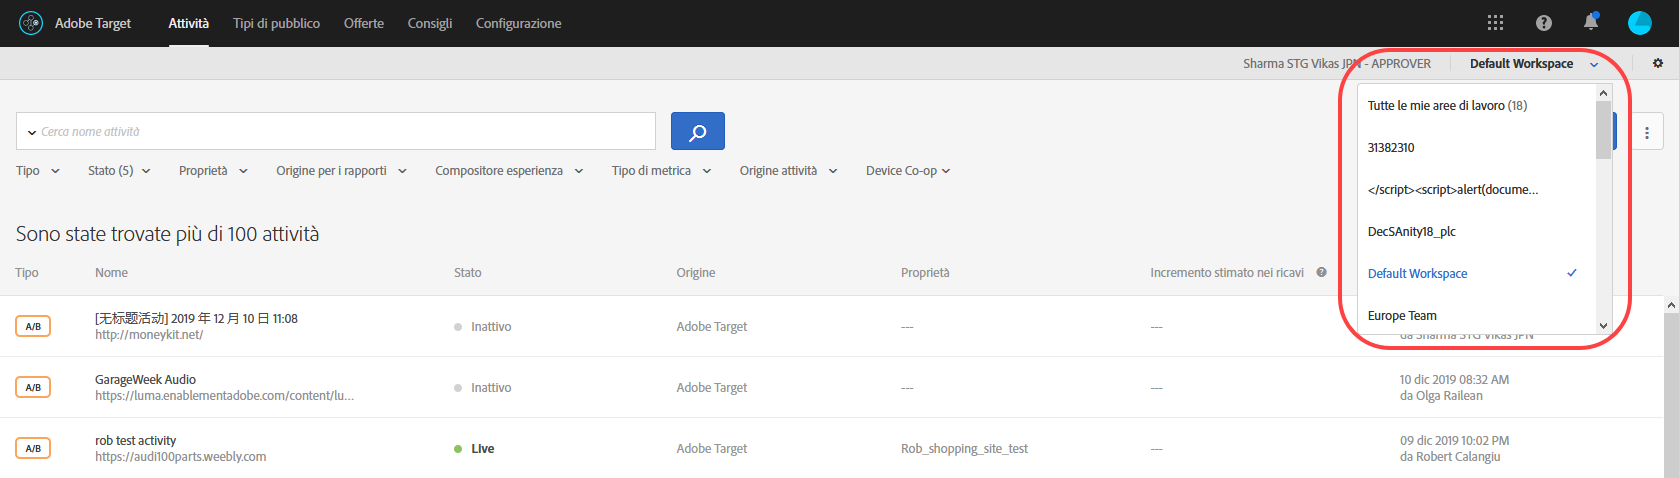 Adobe Target Attività Tipi di pubblico Offerte Consigli Configurazione
Sharma STG Vikas JPN - APPROVER Default Workspace
Cerca nome attività
Tutte le mie aree di lavoro (18)
31382310
</script><script>alert(docume...
DecSAnity18_plc
Default Workspace
Europe Team
Tipo Stato (5) Proprietà Origine per i rapporti Compositore esperienza Tipo di metrica Origine attività Device Co-op
Sono state trovate più di 100 attività
Tipo Nome Stato Origine Proprietà Incremento stimato nei ricavi
A/B [无标题活动] 2019 年 12 月 10 日 11:08 Inattivo Adobe Target --- ---
http://moneykit.net/
da Sharma STG Vikas JPN
A/B GarageWeek Audio Inattivo Adobe Target --- --- 10 dic 2019 08:32 AM
https://luma.enablementadobe.com/content/lu... da Olga Railean
A/B rob test activity Live Adobe Target Rob_shopping_site_test --- 09 dic 2019 10:02 PM
https://audi100parts.weebly.com da Robert Calangiu